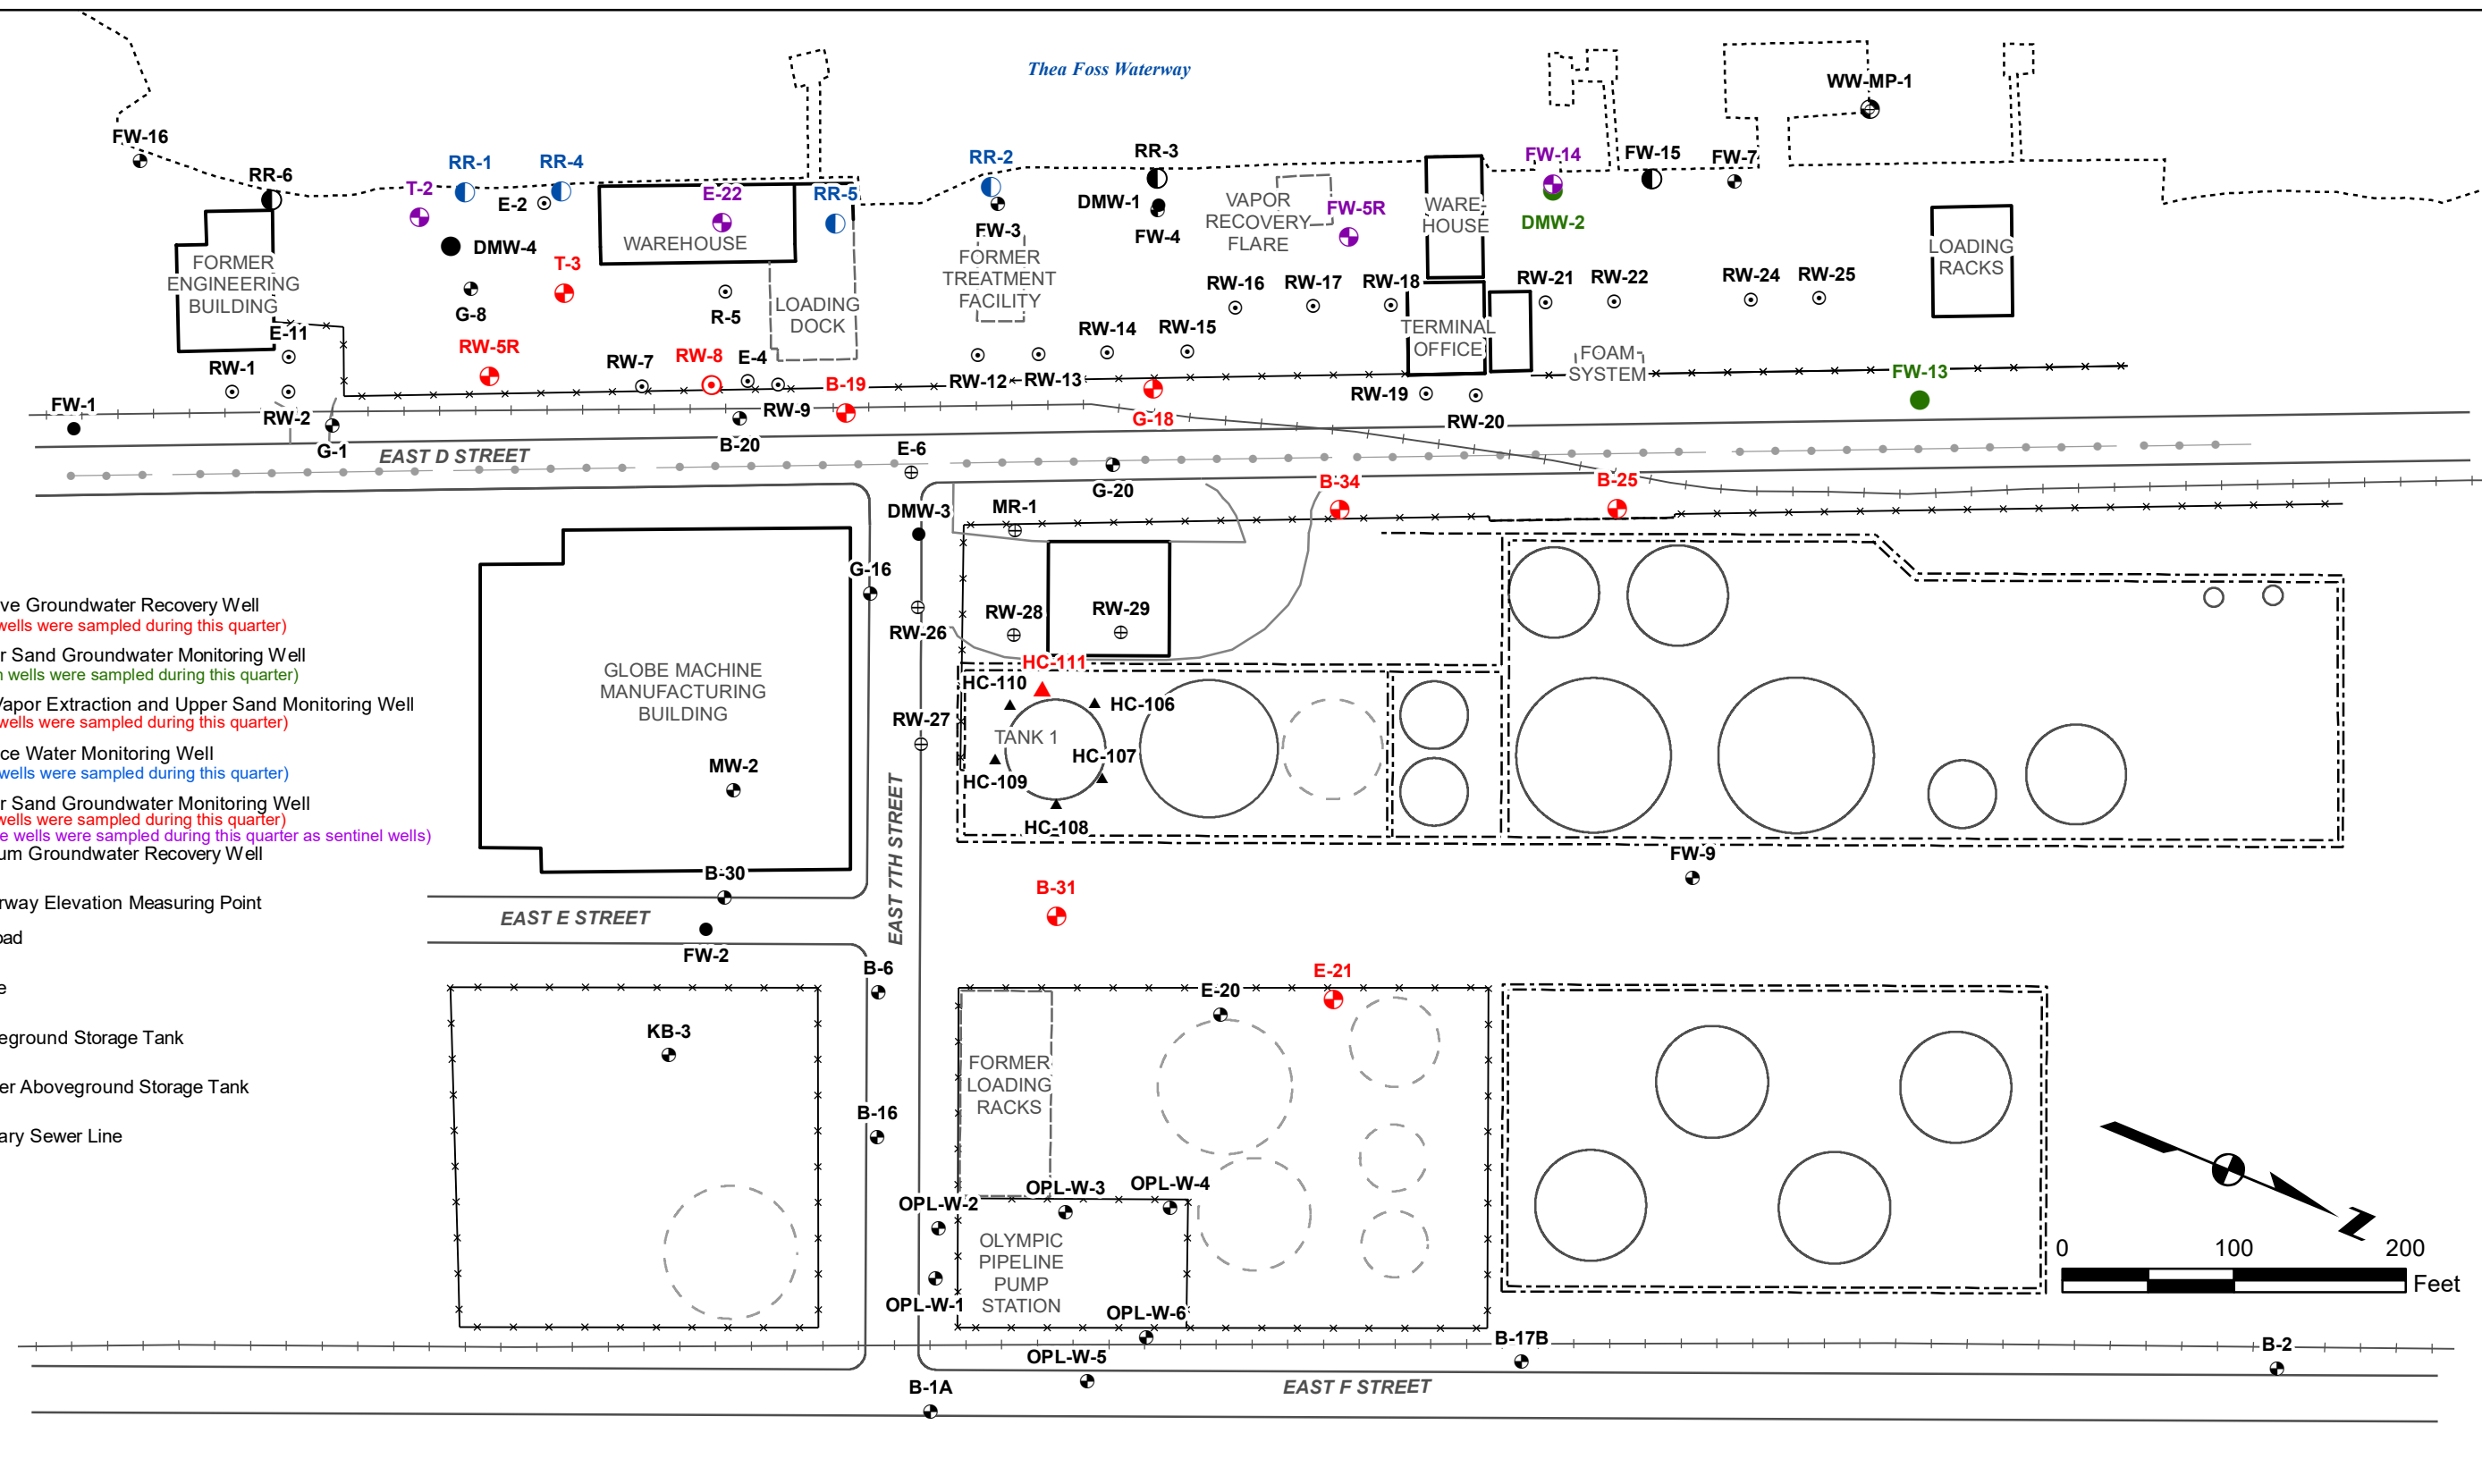 Thea Foss Waterway
WW-MP-1
FW-16
RR-6
RR-1
RR-4
RR-2
RR-3
FW-14
FW-15
FW-7
T-2
E-2
E-22
RR-5
DMW-1
FW-3
FW-4
VAPOR
RECOVERY
FLARE
FW-5R
WARE-
HOUSE
DMW-2
DMW-4
WAREHOUSE
T-3
FORMER
ENGINEERING
BUILDING
FORMER
TREATMENT
FACILITY
LOADING
RACKS
G-8
R-5
LOADING
DOCK
RW-16
RW-17
RW-18
RW-21
RW-22
RW-24
RW-25
E-11
RW-1
RW-5R
RW-7
RW-8
E-4
RW-14
RW-15
TERMINAL
OFFICE
FOAM
SYSTEM
FW-13
B-19
RW-12
RW-13
RW-19
FW-1
RW-2
RW-9
G-18
RW-20
G-1
B-20
E-6
EAST D STREET
G-20
B-34
B-25
DMW-3
MR-1
G-16
RW-28
RW-29
RW-26
HC-111
HC-110
HC-106
RW-27
TANK 1
HC-107
HC-109
HC-108
GLOBE MACHINE
MANUFACTURING
BUILDING
MW-2
EAST 7TH STREET
ve Groundwater Recovery Well
wells were sampled during this quarter)
r Sand Groundwater Monitoring Well
n wells were sampled during this quarter)
Vapor Extraction and Upper Sand Monitoring Well
wells were sampled during this quarter)
ce Water Monitoring Well
wells were sampled during this quarter)
r Sand Groundwater Monitoring Well
wells were sampled during this quarter)
e wells were sampled during this quarter as sentinel wells)
um Groundwater Recovery Well
rway Elevation Measuring Point
oad
e
eground Storage Tank
er Aboveground Storage Tank
ary Sewer Line
B-30
EAST E STREET
FW-2
B-31
FW-9
B-6
E-20
E-21
KB-3
FORMER
LOADING
RACKS
B-16
OPL-W-2
OPL-W-3
OPL-W-4
OLYMPIC
PIPELINE
PUMP
STATION
OPL-W-1
OPL-W-6
OPL-W-5
B-17B
B-2
B-1A
EAST F STREET
Z
0 100 200
Feet